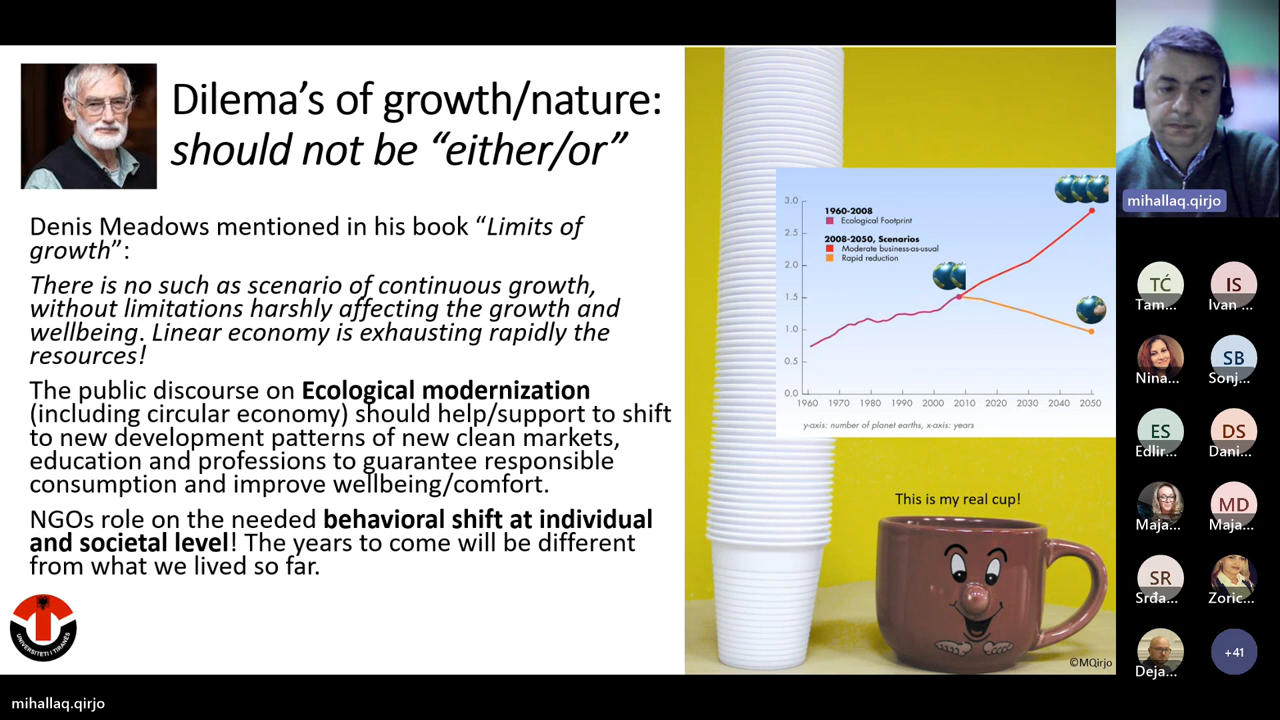 Dilema’s of growth/nature:
should not be “either/or”
Denis Meadows mentioned in his book “Limits of
growth”:
There is no such as scenario of continuous growth,
without limitations harshly affecting the growth and
wellbeing. Linear economy is exhausting rapidly the
resources!
The public discourse on Ecological modernization
(including circular economy) should help/support to shift
to new development patterns of new clean markets,
education and professions to guarantee responsible
consumption and improve wellbeing/comfort.
NGOs role on the needed behavioral snift at individual
and societal level! The years to come will be different
from what we lived so far.
UNIVERSITETI I TIRANËS
3.0
2.5
2.0
1.5
1.0
0.5
0.0
1960-2008
Ecological Footprint
2008-2050, Scenarios
Moderate business-as-usual
Rapid reduction
1960 1970 1980 1990 2000 2010 2020 2030 2040 2050
y-axis: number of planet earths, x-axis: years
This is my real cup!
©MQirjo
mihallaq.qirjo
TĆ
Tam...
IS
Ivan ...
Nina...
SB
Sonj...
ES
Edlir...
DS
Dani...
Maja...
MD
Maja...
SR
Srđa...
Zoric...
Deja...
+41
mihallaq.qirjo